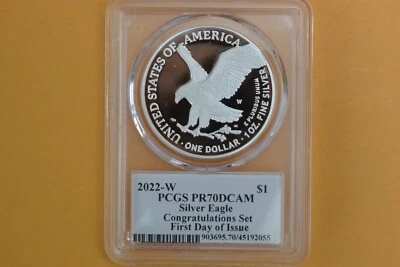 UNITED STATES OF AMERICA
W
E PLURIBUS UNUM
· ONE DOLLAR · 1 OZ. FINE SILVER
2022-W $1
PCGS PR70DCAM
Silver Eagle
Congratulations Set
First Day of Issue
903695.70/45192055